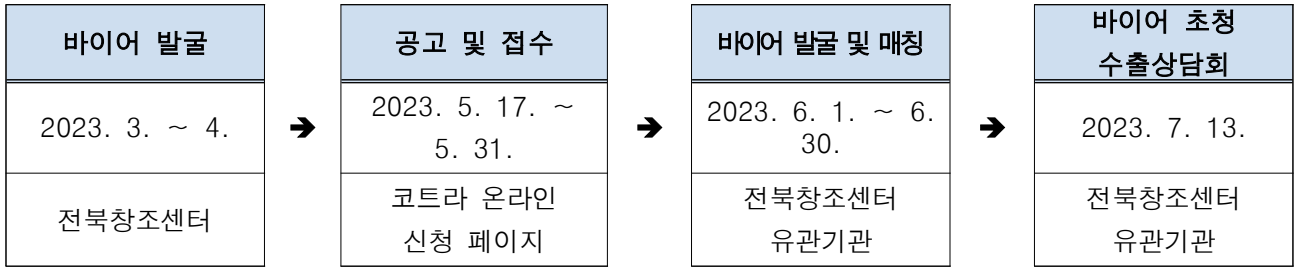 바이어 발굴
2023. 3. ~ 4.
전북창조센터
➔
공고 및 접수
2023. 5. 17. ~
5. 31.
코트라 온라인
신청 페이지
➔
바이어 발굴 및 매칭
2023. 6. 1. ~ 6.
30.
전북창조센터
유관기관
➔
바이어 초청
수출상담회
2023. 7. 13.
전북창조센터
유관기관